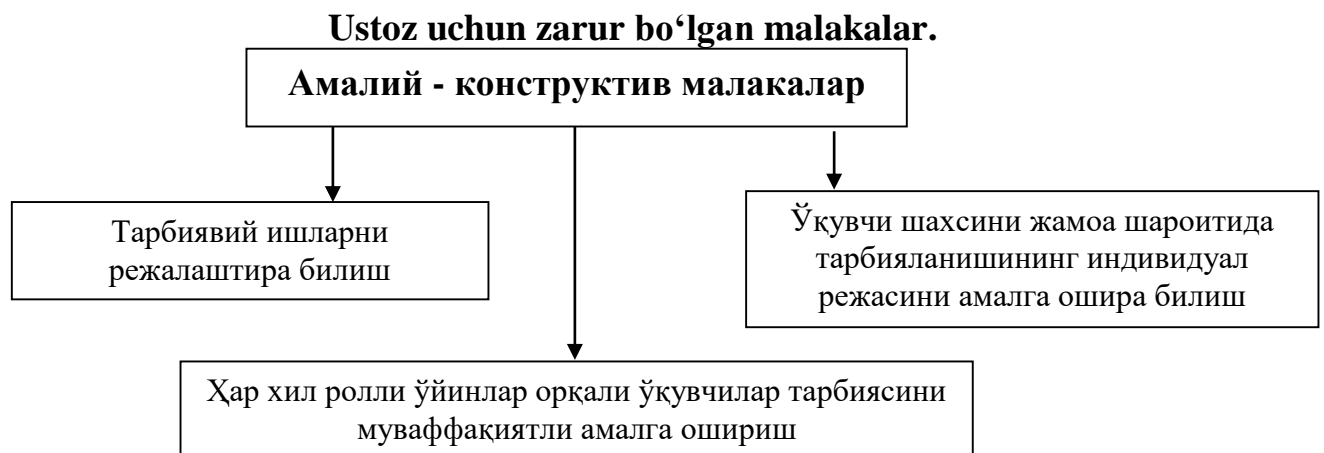 Ustoz uchun zarur bo‘lgan malakalar.
Амалий - конструктив малакалар
Тарбиявий ишларни
режалаштира билиш
Ўқувчи шахсини жамоа шароитида
тарбияланишининг индивидуал
режасини амалга ошира билиш
Ҳар хил ролли ўйинлар орқали ўқувчилар тарбиясини
муваффақиятли амалга ошириш